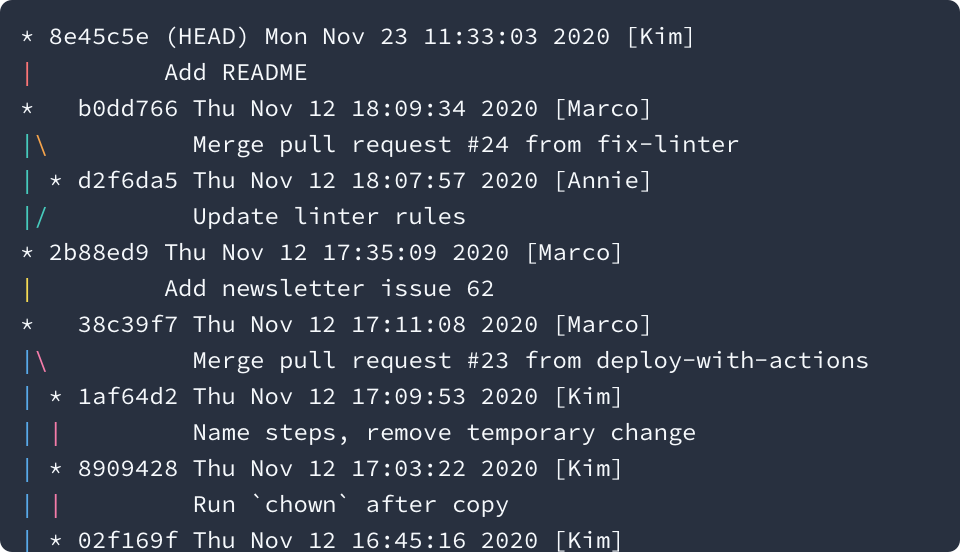 * 8e45c5e (HEAD) Mon Nov 23 11:33:03 2020 [Kim]
|         Add README
*   b0dd766 Thu Nov 12 18:09:34 2020 [Marco]
|\          Merge pull request #24 from fix-linter
| * d2f6da5 Thu Nov 12 18:07:57 2020 [Annie]
|/          Update linter rules
* 2b88ed9 Thu Nov 12 17:35:09 2020 [Marco]
|         Add newsletter issue 62
*   38c39f7 Thu Nov 12 17:11:08 2020 [Marco]
|\          Merge pull request #23 from deploy-with-actions
| * 1af64d2 Thu Nov 12 17:09:53 2020 [Kim]
| |         Name steps, remove temporary change
| * 8909428 Thu Nov 12 17:03:22 2020 [Kim]
| |         Run `chown` after copy
| * 02f169f Thu Nov 12 16:45:16 2020 [Kim]